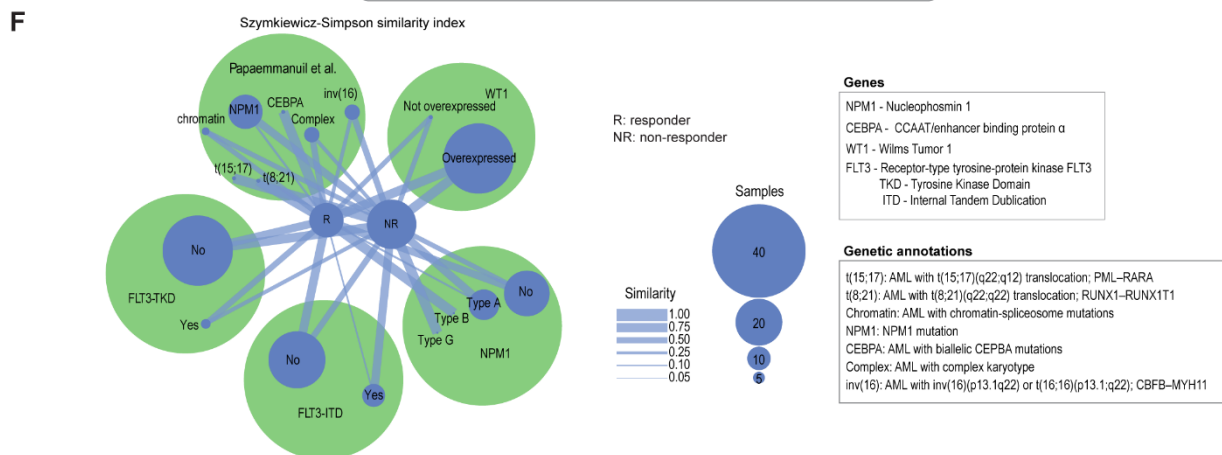 F
Szymkiewicz-Simpson similarity index
Papaemmanuil et al.
NPM1
CEBPA
inv(16)
chromatin
Complex
t(15;17)
t(8;21)
WT1
Not overexpressed
Overexpressed
R
NR
No
FLT3-TKD
Yes
No
Yes
FLT3-ITD
No
Type A
Type B
Type G
NPM1
R: responder
NR: non-responder
Samples
40
20
10
5
Similarity
1.00
0.75
0.50
0.25
0.10
0.05
Genes
NPM1 - Nucleophosmin 1
CEBPA - CCAAT/enhancer binding protein α
WT1 - Wilms Tumor 1
FLT3 - Receptor-type tyrosine-protein kinase FLT3
TKD - Tyrosine Kinase Domain
ITD - Internal Tandem Dublication
Genetic annotations
t(15;17): AML with t(15;17)(q22;q12) translocation; PML–RARA
t(8;21): AML with t(8;21)(q22;q22) translocation; RUNX1–RUNX1T1
Chromatin: AML with chromatin-spliceosome mutations
NPM1: NPM1 mutation
CEBPA: AML with biallelic CEPBA mutations
Complex: AML with complex karyotype
inv(16): AML with inv(16)(p13.1q22) or t(16;16)(p13.1;q22); CBFB–MYH11